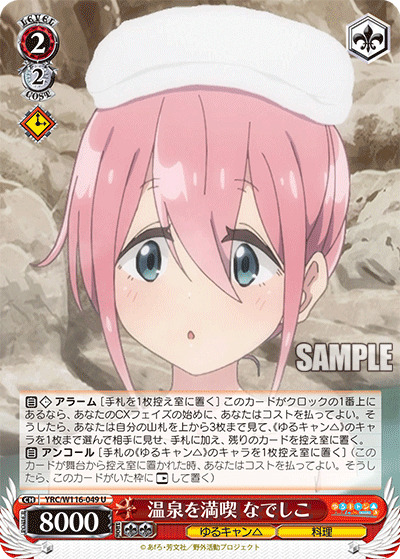 LEVEL
2
2
COST
SAMPLE
自 アラーム [手札を1枚控え室に置く] このカードがクロックの1番上に
あるなら、あなたのCXフェイズの始めに、あなたはコストを払ってよい。そ
うしたら、あなたは自分の山札を上から3枚まで見て、《ゆるキャン△》のキャ
ラを1枚まで選んで相手に見せ、手札に加え、残りのカードを控え室に置く。
自 アンコール [手札の《ゆるキャン△》のキャラを1枚控え室に置く] (この
カードが舞台から控え室に置かれた時、あなたはコストを払ってよい。そう
したら、このカードがいた枠に レスト して置く)
CH YRC/W116-049 U
8000
温泉を満喫 なでしこ
ゆるキャン△
料理
© あfろ・芳文社／野外活動プロジェクト